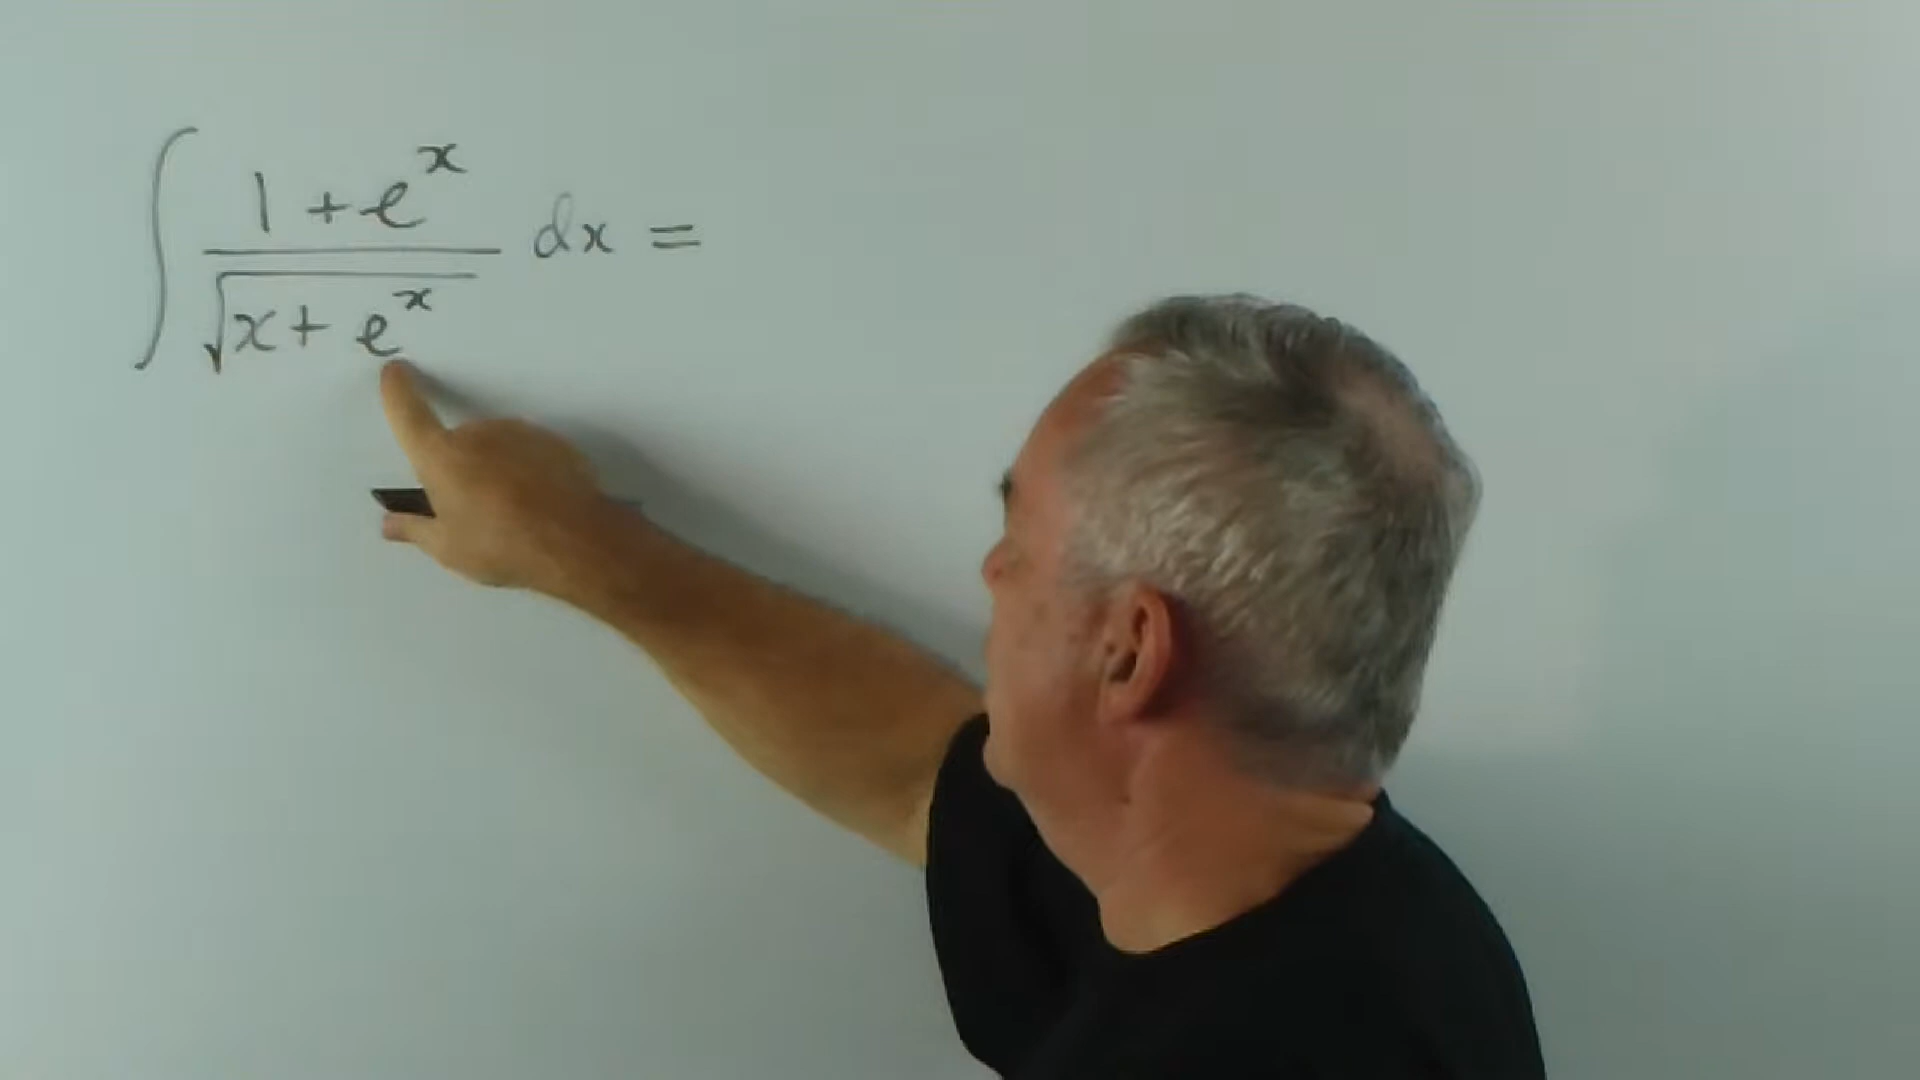 ∫ (1 + e^x) / √(x + e^x) dx =